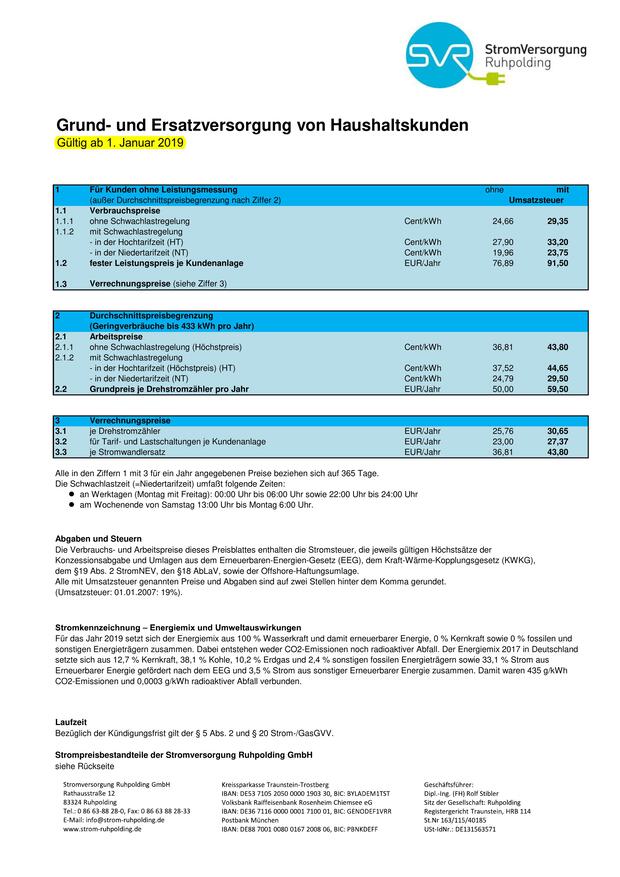 SVR StromVersorgung
Ruhpolding
Grund- und Ersatzversorgung von Haushaltskunden
Gültig ab 1. Januar 2019
1 Für Kunden ohne Leistungsmessung ohne mit
(außer Durchschnittspreisbegrenzung nach Ziffer 2) Umsatzsteuer
1.1 Verbrauchspreise
1.1.1 ohne Schwachlastregelung Cent/kWh 24,66 29,35
1.1.2 mit Schwachlastregelung
- in der Hochtarifzeit (HT) Cent/kWh 27,90 33,20
- in der Niedertarifzeit (NT) Cent/kWh 19,96 23,75
1.2 fester Leistungspreis je Kundenanlage EUR/Jahr 76,89 91,50
1.3 Verrechnungspreise (siehe Ziffer 3)
2 Durchschnittspreisbegrenzung
(Geringverbräuche bis 433 kWh pro Jahr)
2.1 Arbeitspreise
2.1.1 ohne Schwachlastregelung (Höchstpreis) Cent/kWh 36,81 43,80
2.1.2 mit Schwachlastregelung
- in der Hochtarifzeit (Höchstpreis) (HT) Cent/kWh 37,52 44,65
- in der Niedertarifzeit (NT) Cent/kWh 24,79 29,50
2.2 Grundpreis je Drehstromzähler pro Jahr EUR/Jahr 50,00 59,50
3 Verrechnungspreise
3.1 je Drehstromzähler EUR/Jahr 25,76 30,65
3.2 für Tarif- und Lastschaltungen je Kundenanlage EUR/Jahr 23,00 27,37
3.3 je Stromwandlersatz EUR/Jahr 36,81 43,80
Alle in den Ziffern 1 mit 3 für ein Jahr angegebenen Preise beziehen sich auf 365 Tage.
Die Schwachlastzeit (=Niedertarifzeit) umfaßt folgende Zeiten:
● an Werktagen (Montag mit Freitag): 00:00 Uhr bis 06:00 Uhr sowie 22:00 Uhr bis 24:00 Uhr
● am Wochenende von Samstag 13:00 Uhr bis Montag 6:00 Uhr.
Abgaben und Steuern
Die Verbrauchs- und Arbeitspreise dieses Preisblattes enthalten die Stromsteuer, die jeweils gültigen Höchstsätze der
Konzessionsabgabe und Umlagen aus dem Erneuerbaren-Energien-Gesetz (EEG), dem Kraft-Wärme-Kopplungsgesetz (KWKG),
dem §19 Abs. 2 StromNEV, den §18 AbLaV, sowie der Offshore-Haftungsumlage.
Alle mit Umsatzsteuer genannten Preise und Abgaben sind auf zwei Stellen hinter dem Komma gerundet.
(Umsatzsteuer: 01.01.2007: 19%).
Stromkennzeichnung – Energiemix und Umweltauswirkungen
Für das Jahr 2019 setzt sich der Energiemix aus 100 % Wasserkraft und damit erneuerbarer Energie, 0 % Kernkraft sowie 0 % fossilen und
sonstigen Energieträgern zusammen. Dabei entstehen weder CO2-Emissionen noch radioaktiver Abfall. Der Energiemix 2017 in Deutschland
setzte sich aus 12,7 % Kernkraft, 38,1 % Kohle, 10,2 % Erdgas und 2,4 % sonstigen fossilen Energieträgern sowie 33,1 % Strom aus
Erneuerbarer Energie gefördert nach dem EEG und 3,5 % Strom aus sonstiger Erneuerbarer Energie zusammen. Damit waren 435 g/kWh
CO2-Emissionen und 0,0003 g/kWh radioaktiver Abfall verbunden.
Laufzeit
Bezüglich der Kündigungsfrist gilt der § 5 Abs. 2 und § 20 Strom-/GasGVV.
Strompreisbestandteile der Stromversorgung Ruhpolding GmbH
siehe Rückseite
Stromversorgung Ruhpolding GmbH Kreissparkasse Traunstein-Trostberg Geschäftsführer:
Rathausstraße 12 IBAN: DE53 7105 2050 0000 1903 30, BIC: BYLADEM1TST Dipl.-Ing. (FH) Rolf Stibler
83324 Ruhpolding Volksbank Raiffeisenbank Rosenheim Chiemsee eG Sitz der Gesellschaft: Ruhpolding
Tel.: 0 86 63-88 28-0, Fax: 0 86 63 88 28-33 IBAN: DE36 7116 0000 0001 7100 01, BIC: GENODEF1VRR Registergericht Traunstein, HRB 114
E-Mail: info@strom-ruhpolding.de Postbank München St.Nr 163/115/40185
www.strom-ruhpolding.de IBAN: DE88 7001 0080 0167 2008 06, BIC: PBNKDEFF USt-IdNr.: DE131563571